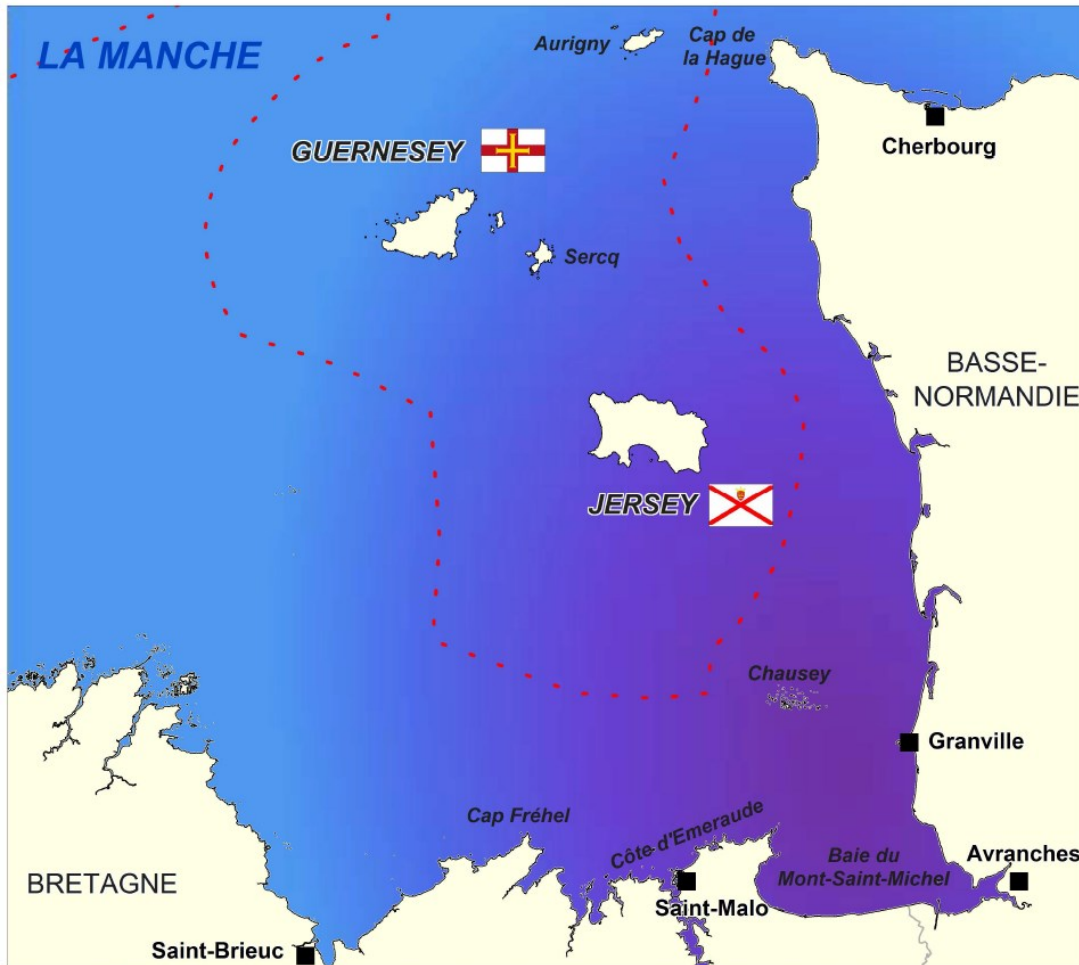 LA MANCHE
Aurigny
Cap de
la Hague
Cherbourg
GUERNESEY
Sercq
BASSE-
NORMANDIE
JERSEY
Chausey
Granville
Cap Fréhel
Côte d'Emeraude
Baie du
Mont-Saint-Michel
Avranches
BRETAGNE
Saint-Malo
Saint-Brieuc